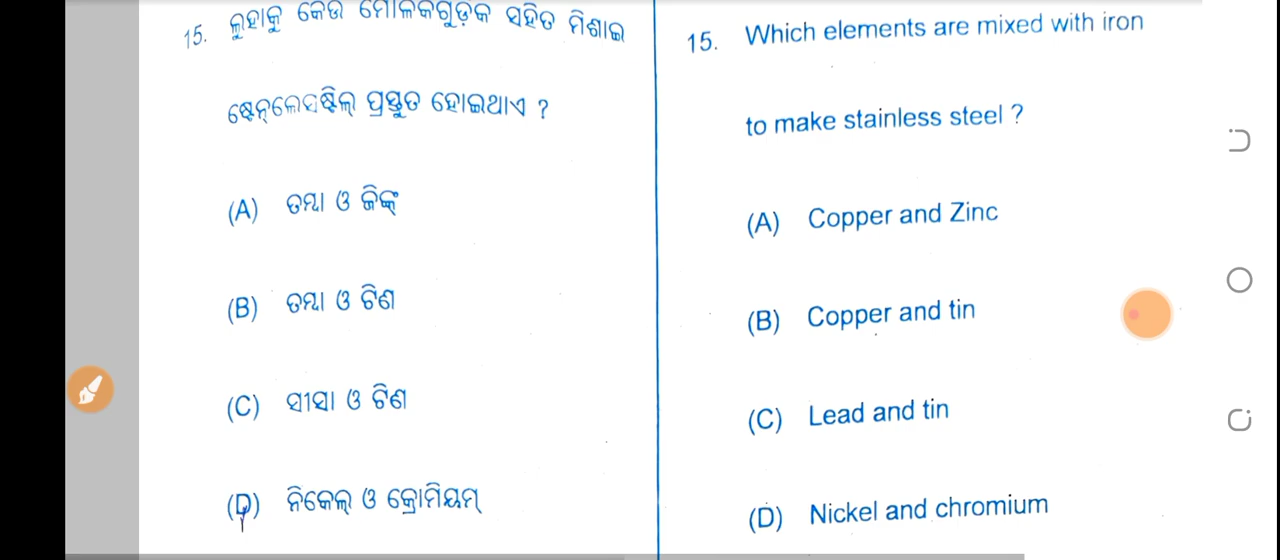 15. ଲୁହାକୁ କେଉଁ ମୌଳିକଗୁଡ଼ିକ ସହିତ ମିଶାଇ
ଷ୍ଟେନ୍‌ଲେସଷ୍ଟିଲ୍ ପ୍ରସ୍ତୁତ ହୋଇଥାଏ ?
(A) ତମ୍ବା ଓ ଜିଙ୍କ୍
(B) ତମ୍ବା ଓ ଟିଣ
(C) ସୀସା ଓ ଟିଣ
(D) ନିକେଲ୍ ଓ କ୍ରୋମିୟମ୍
15. Which elements are mixed with iron
to make stainless steel ?
(A) Copper and Zinc
(B) Copper and tin
(C) Lead and tin
(D) Nickel and chromium